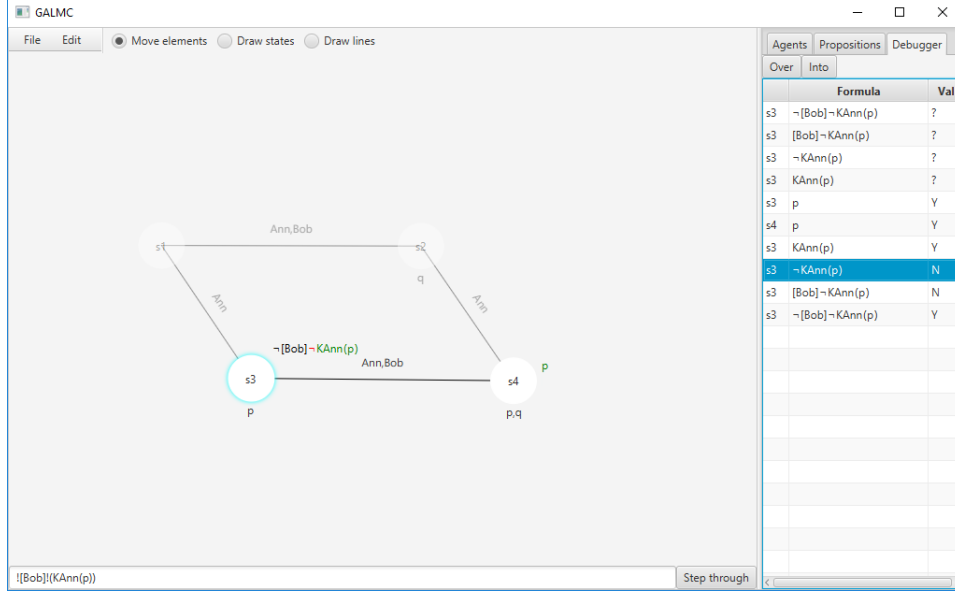 GALMC
File Edit Move elements Draw states Draw lines
Agents Propositions Debugger
Over Into
Formula Val
s3 ¬[Bob]¬KAnn(p) ?
s3 [Bob]¬KAnn(p) ?
s3 ¬KAnn(p) ?
s3 KAnn(p) ?
s3 p Y
s4 p Y
s3 KAnn(p) Y
s3 ¬KAnn(p) N
s3 [Bob]¬KAnn(p) N
s3 ¬[Bob]¬KAnn(p) Y
Ann,Bob
s1 s2
q
Ann Ann
¬[Bob]¬KAnn(p)
Ann,Bob
p
s3 s4
p p,q
![Bob]!(KAnn(p)) Step through